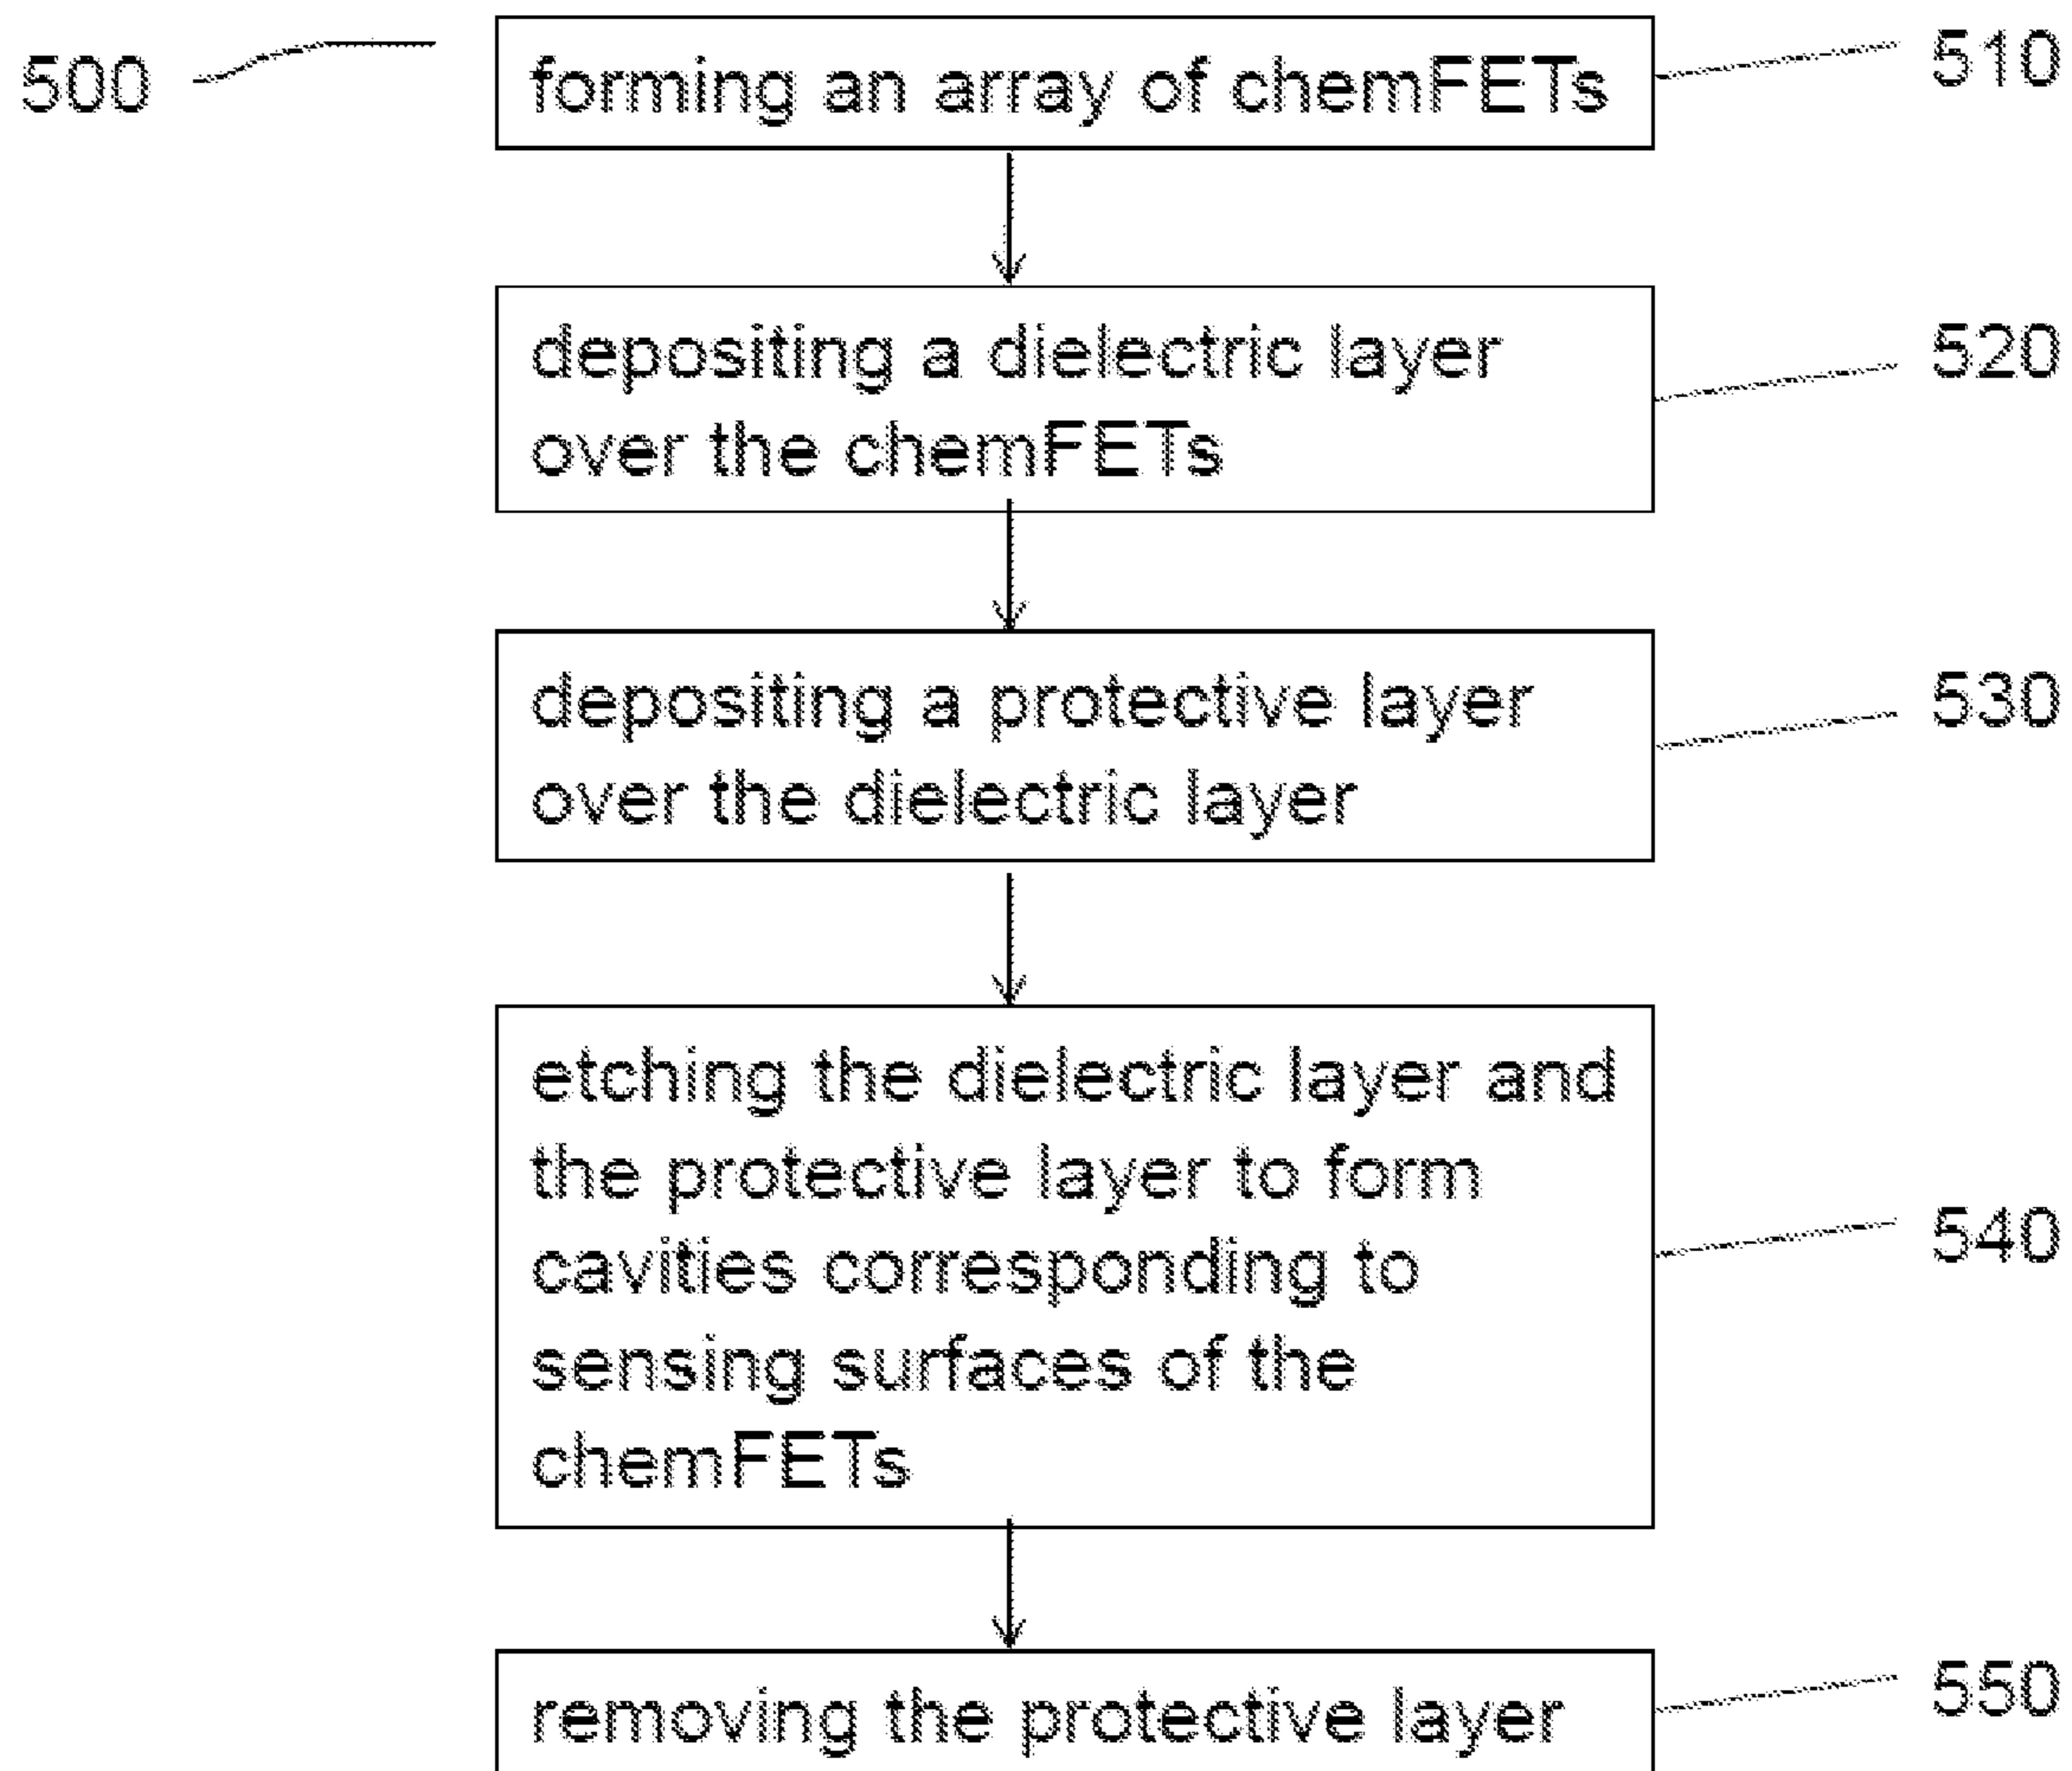 500
forming an array of chemFETs
510
depositing a dielectric layer
over the chemFETs
520
depositing a protective layer
over the dielectric layer
530
etching the dielectric layer and
the protective layer to form
cavities corresponding to
sensing surfaces of the
chemFETs
540
removing the protective layer
550